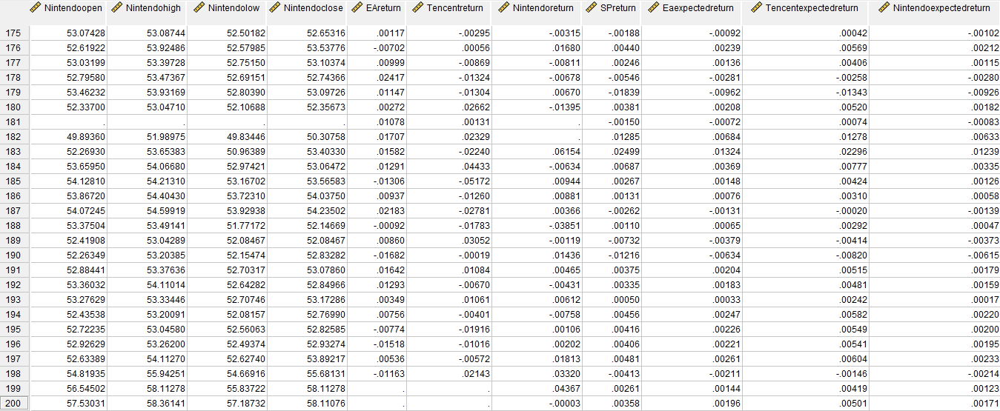 Nintendoopen Nintendohigh Nintendolow Nintendoclose EAreturn Tencentreturn Nintendoreturn SPreturn Eaexpectedreturn Tencentexpectedreturn Nintendoexpectedreturn
175 53.07428 53.08744 52.50182 52.65316 .00117 -.00295 -.00315 -.00188 -.00092 .00042 -.00102
176 52.61922 53.92486 52.57985 53.53776 -.00702 .00056 .01680 .00440 .00239 .00569 .00212
177 53.03199 53.39728 52.75150 53.10374 .00999 -.00869 -.00811 .00246 .00136 .00406 .00115
178 52.79580 53.47367 52.69151 52.74366 .02417 -.01324 -.00678 -.00546 -.00281 -.00258 -.00280
179 53.46232 53.93169 52.80390 53.09726 .01147 -.01304 .00670 -.01839 -.00962 -.01343 -.00926
180 52.33700 53.04710 52.10688 52.35673 .00272 .02662 -.01395 .00381 .00208 .00520 .00182
181 . . . . .01078 .00131 . -.00150 -.00072 .00074 -.00083
182 49.89360 51.98975 49.83446 50.30758 .01707 .02329 . .01285 .00684 .01278 .00633
183 52.26930 53.65383 50.96389 53.40330 .01582 -.02240 .06154 .02499 .01324 .02296 .01239
184 53.65950 54.06680 52.97421 53.06472 .01291 .04433 -.00634 .00687 .00369 .00777 .00335
185 54.12810 54.21310 53.16702 53.56583 -.01306 -.05172 .00944 .00267 .00148 .00424 .00126
186 53.86720 54.40430 53.72310 54.03750 .00937 -.01260 .00881 .00131 .00076 .00310 .00058
187 54.07245 54.59919 53.92938 54.23502 .02183 -.02781 .00366 -.00262 -.00131 -.00020 -.00139
188 53.37504 53.49141 51.77172 52.14669 -.00092 -.01783 -.03851 .00110 .00065 .00292 .00047
189 52.41908 53.04289 52.08467 52.08467 .00860 .03052 -.00119 -.00732 -.00379 -.00414 -.00373
190 52.26349 53.20385 52.15474 52.83282 -.01682 -.00019 .01436 -.01216 -.00634 -.00820 -.00615
191 52.88441 53.37636 52.70317 53.07860 .01642 .01084 .00465 .00375 .00204 .00515 .00179
192 53.36032 54.11014 52.64282 52.84966 .01293 -.00670 -.00431 .00335 .00183 .00481 .00159
193 53.27629 53.33446 52.70746 53.17286 .00349 .01061 .00612 .00050 .00033 .00242 .00017
194 52.43538 53.20091 52.08157 52.76990 .00756 -.00401 -.00758 .00456 .00247 .00582 .00220
195 52.72235 53.04580 52.56063 52.82585 -.00774 -.01916 .00106 .00416 .00226 .00549 .00200
196 52.92629 53.26200 52.49374 52.93274 -.01518 -.01016 .00202 .00406 .00221 .00541 .00195
197 52.63389 54.11270 52.62740 53.89217 .00536 -.00572 .01813 .00481 .00261 .00604 .00233
198 54.81935 55.94251 54.66916 55.68131 -.01163 .02143 .03320 -.00413 -.00211 -.00146 -.00214
199 56.54502 58.11278 55.83722 58.11278 . . .04367 .00261 .00144 .00419 .00123
200 57.53031 58.36141 57.18732 58.11076 . . -.00003 .00358 .00196 .00501 .00171